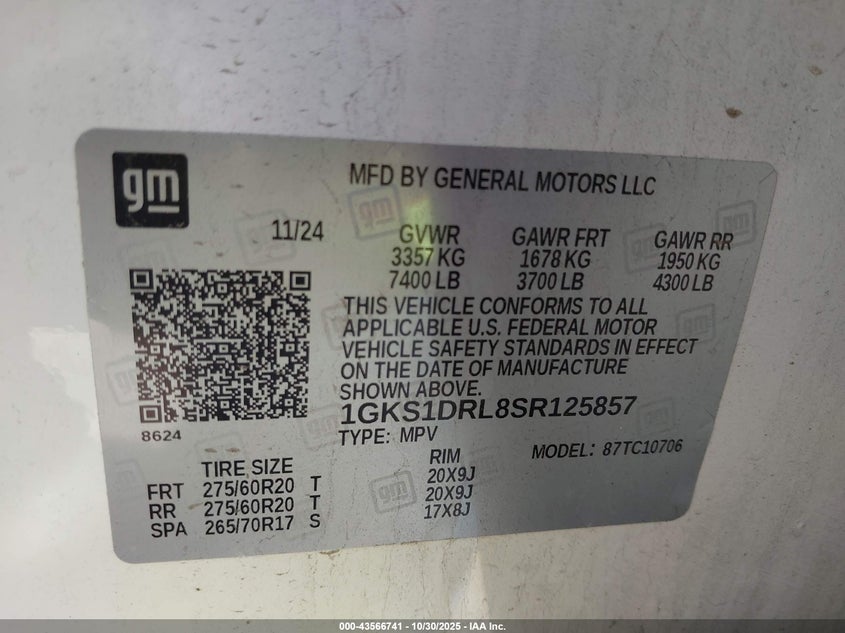 gm
MFD BY GENERAL MOTORS LLC
11/24
GVWR GAWR FRT GAWR RR
3357 KG 1678 KG 1950 KG
7400 LB 3700 LB 4300 LB
THIS VEHICLE CONFORMS TO ALL
APPLICABLE U.S. FEDERAL MOTOR
VEHICLE SAFETY STANDARDS IN EFFECT
ON THE DATE OF MANUFACTURE
SHOWN ABOVE.
1GKS1DRL8SR125857
8624
TYPE: MPV MODEL: 87TC10706
TIRE SIZE RIM
FRT 275/60R20 T 20X9J
RR 275/60R20 T 20X9J
SPA 265/70R17 S 17X8J
000-43566741 - 10/30/2025 - IAA Inc.